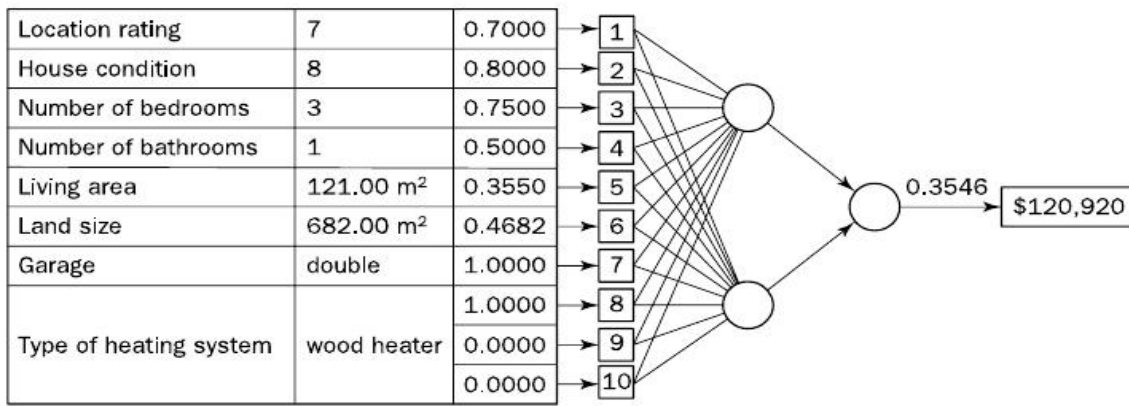 Location rating 7 0.7000 1
House condition 8 0.8000 2
Number of bedrooms 3 0.7500 3
Number of bathrooms 1 0.5000 4
Living area 121.00 m² 0.3550 5
Land size 682.00 m² 0.4682 6
Garage double 1.0000 7
1.0000 8
Type of heating system wood heater 0.0000 9
0.0000 10
0.3546
$120,920